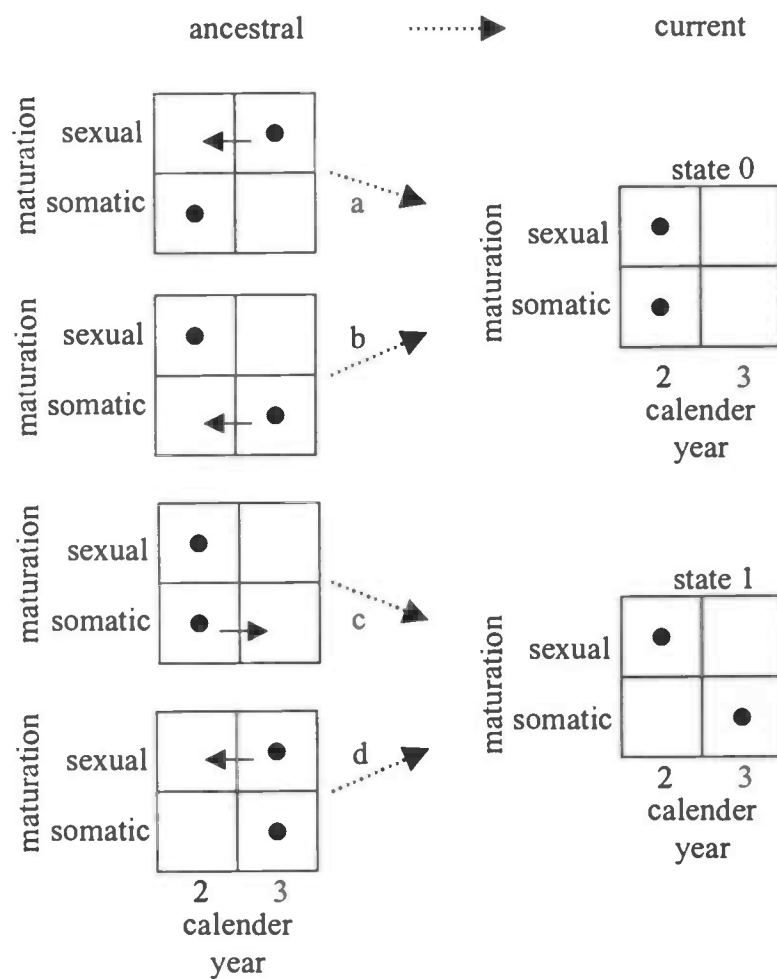 ancestral
current
maturation
sexual
somatic
a
maturation
sexual
somatic
b
state 0
maturation
sexual
somatic
2 3
calender
year
maturation
sexual
somatic
c
maturation
sexual
somatic
d
2 3
calender
year
state 1
maturation
sexual
somatic
2 3
calender
year